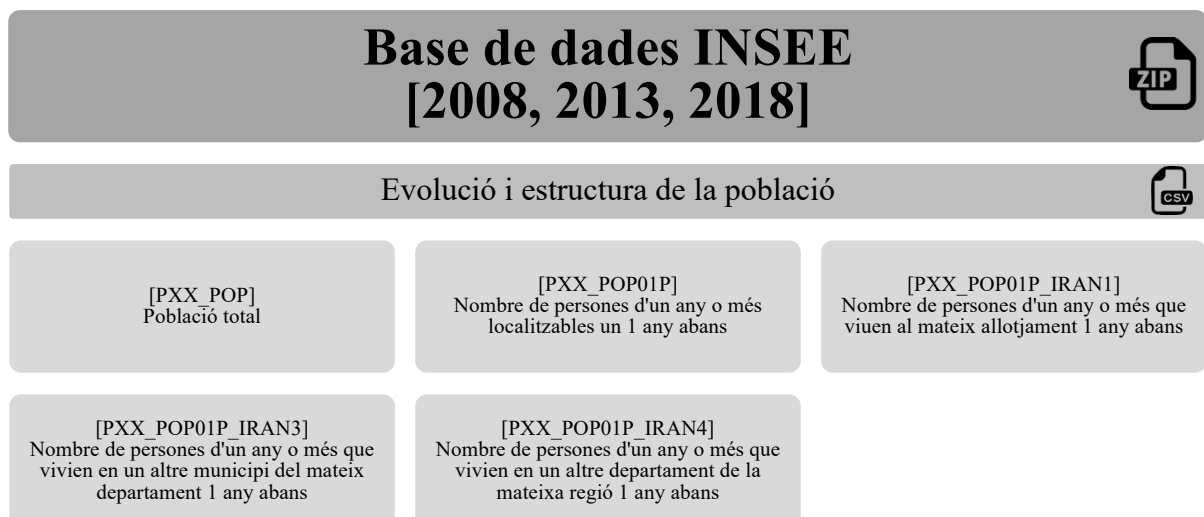 Base de dades INSEE
[2008, 2013, 2018]
ZIP
Evolució i estructura de la població
CSV
[PXX_POP]
Població total
[PXX_POP01P]
Nombre de persones d'un any o més
localitzables un 1 any abans
[PXX_POP01P_IRAN1]
Nombre de persones d'un any o més que
viuen al mateix allotjament 1 any abans
[PXX_POP01P_IRAN3]
Nombre de persones d'un any o més que
vivien en un altre municipi del mateix
departament 1 any abans
[PXX_POP01P_IRAN4]
Nombre de persones d'un any o més que
vivien en un altre departament de la
mateixa regió 1 any abans